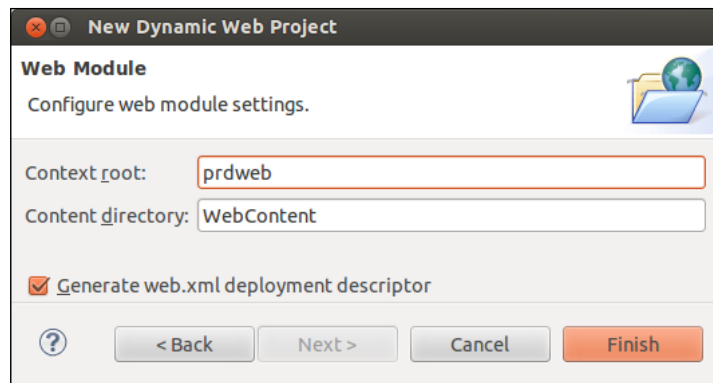 New Dynamic Web Project
Web Module
Configure web module settings.
Context root: prdweb
Content directory: WebContent
Generate web.xml deployment descriptor
? < Back Next > Cancel Finish